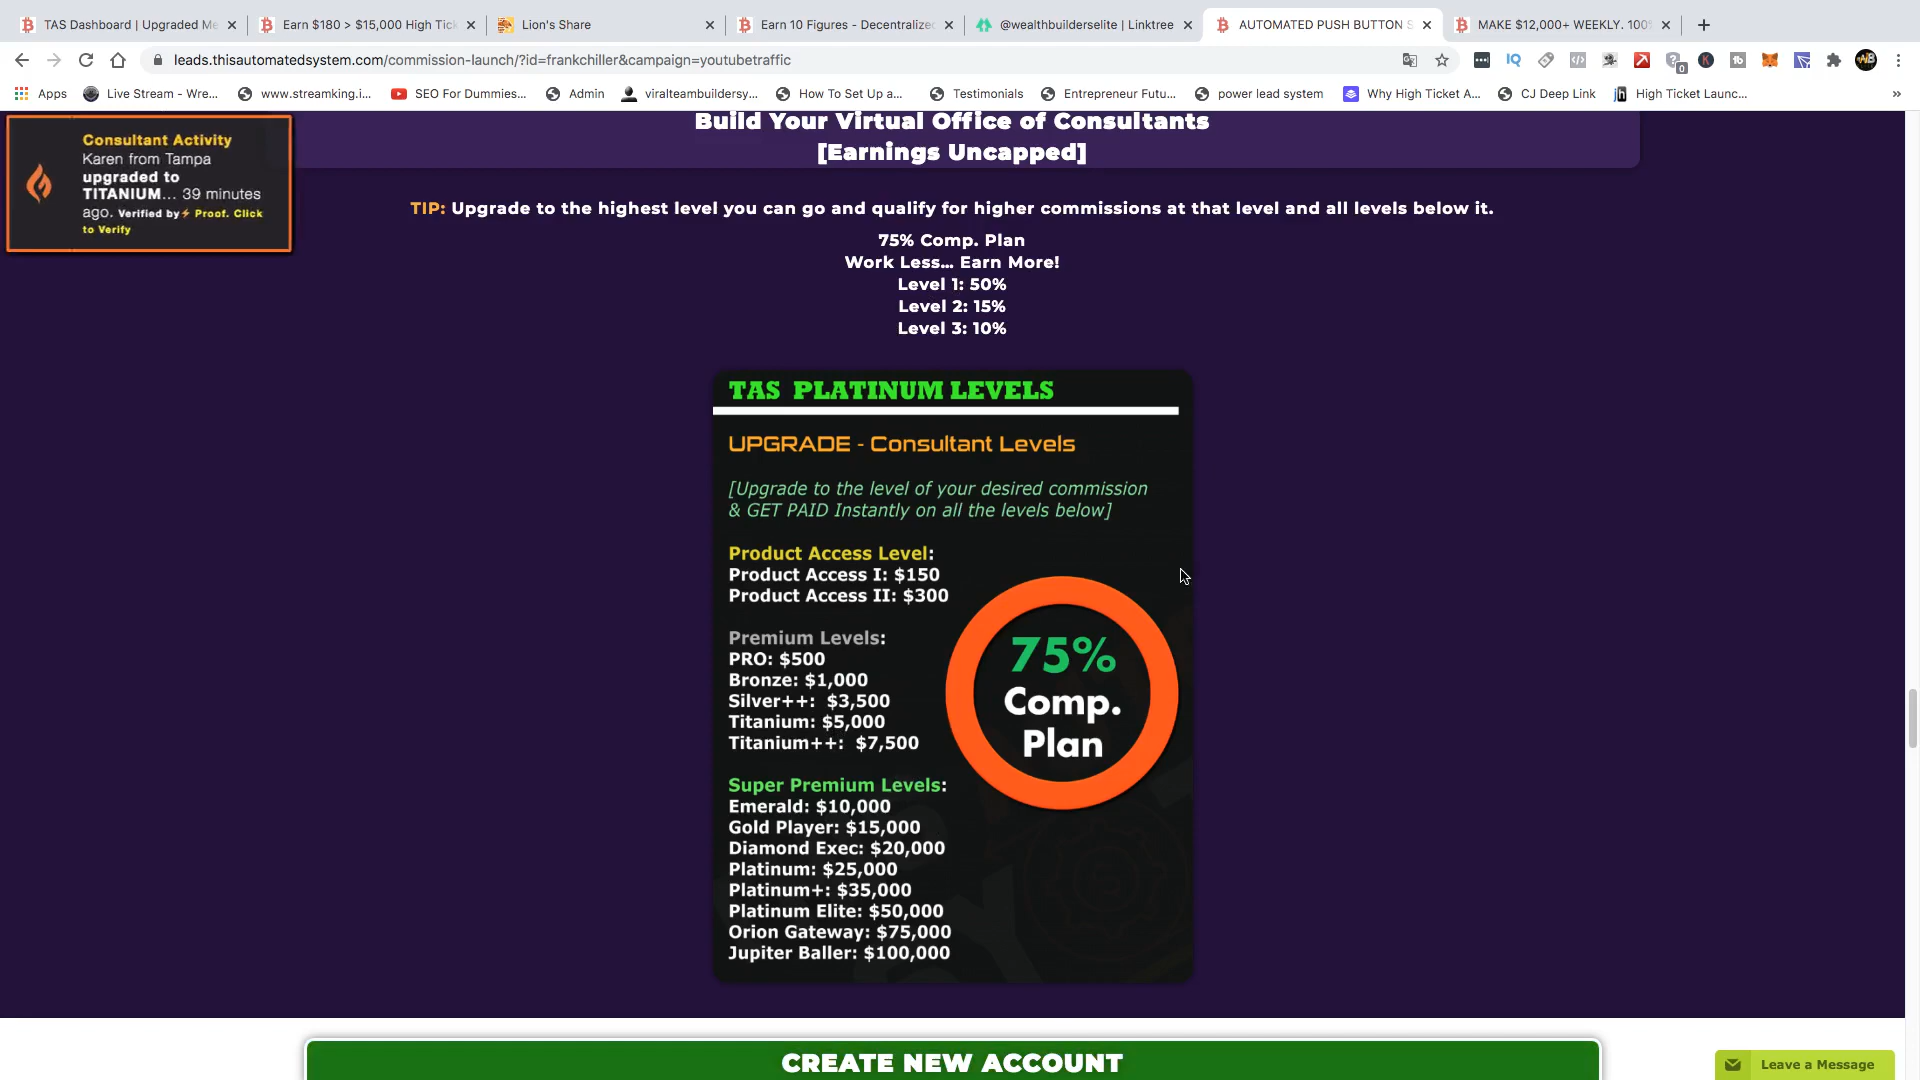 TAS Dashboard | Upgraded Me
Earn $180 > $15,000 High Tick
Lion's Share
Earn 10 Figures - Decentralized
@wealthbuilderselite | Linktree
AUTOMATED PUSH BUTTON S
MAKE $12,000+ WEEKLY. 100%
leads.thisautomatedsystem.com/commission-launch/?id=frankchiller&campaign=youtubetraffic
Apps
Live Stream - Wre...
www.streamking.i...
SEO For Dummies...
Admin
viralteambuildersy...
How To Set Up a...
Testimonials
Entrepreneur Futu...
power lead system
Why High Ticket A...
CJ Deep Link
High Ticket Launc...
Consultant Activity
Karen from Tampa
upgraded to
TITANIUM... 39 minutes
ago. Verified by⚡ Proof. Click
to Verify
Build Your Virtual Office of Consultants
[Earnings Uncapped]
TIP: Upgrade to the highest level you can go and qualify for higher commissions at that level and all levels below it.
75% Comp. Plan
Work Less... Earn More!
Level 1: 50%
Level 2: 15%
Level 3: 10%
TAS PLATINUM LEVELS
UPGRADE - Consultant Levels
[Upgrade to the level of your desired commission
& GET PAID Instantly on all the levels below]
Product Access Level:
Product Access I: $150
Product Access II: $300
Premium Levels:
PRO: $500
Bronze: $1,000
Silver++: $3,500
Titanium: $5,000
Titanium++: $7,500
75%
Comp.
Plan
Super Premium Levels:
Emerald: $10,000
Gold Player: $15,000
Diamond Exec: $20,000
Platinum: $25,000
Platinum+: $35,000
Platinum Elite: $50,000
Orion Gateway: $75,000
Jupiter Baller: $100,000
CREATE NEW ACCOUNT
Leave a Message